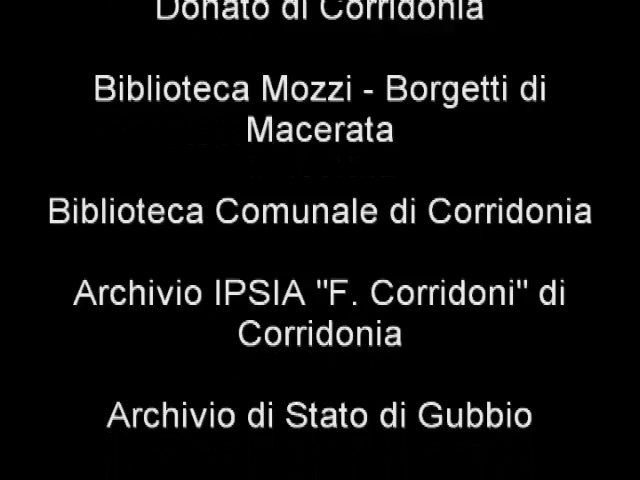 Donato di Corridonia
Biblioteca Mozzi - Borgetti di
Macerata
Biblioteca Comunale di Corridonia
Archivio IPSIA "F. Corridoni" di
Corridonia
Archivio di Stato di Gubbio